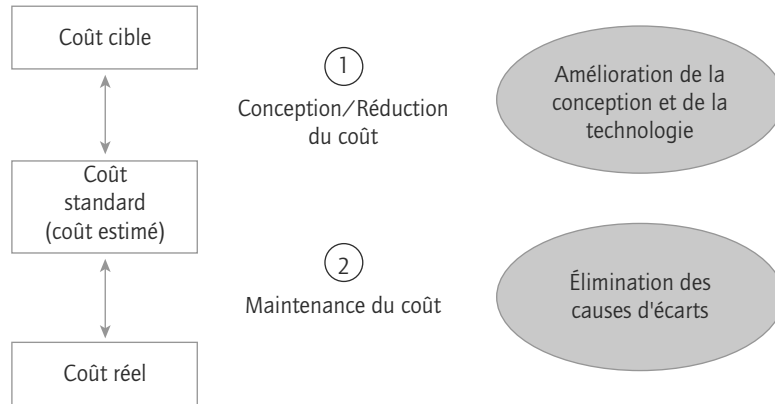 Coût cible
1
Conception/Réduction
du coût
Amélioration de la
conception et de la
technologie
Coût
standard
(coût estimé)
2
Maintenance du coût
Élimination des
causes d'écarts
Coût réel